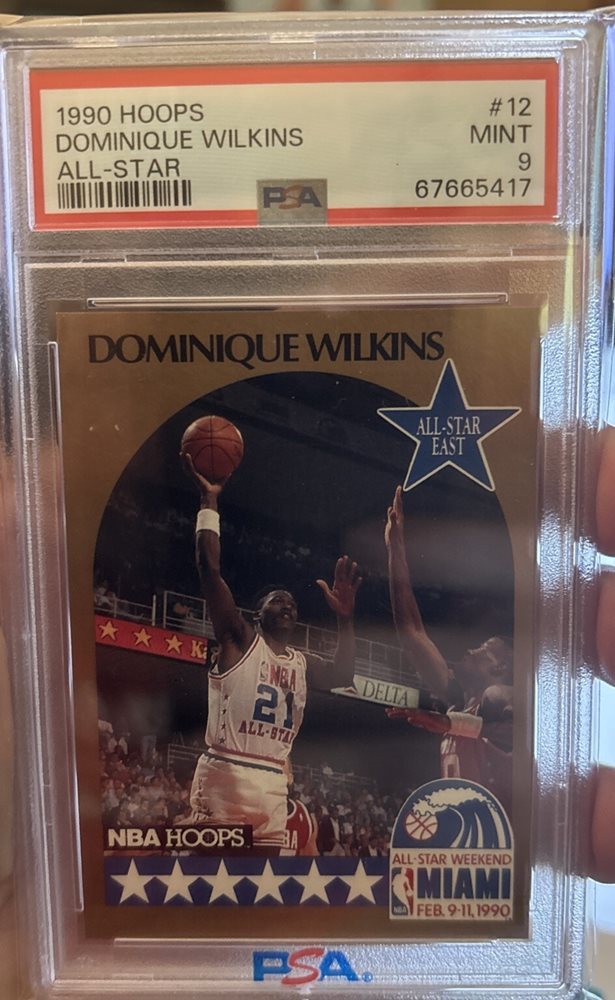 1990 HOOPS #12
DOMINIQUE WILKINS MINT
ALL-STAR 9
PSA 67665417
DOMINIQUE WILKINS
ALL-STAR
EAST
NBA
21
ALL-STAR
DELTA
NBA HOOPS
ALL-STAR WEEKEND
MIAMI
NBA
FEB. 9-11, 1990
PSA®